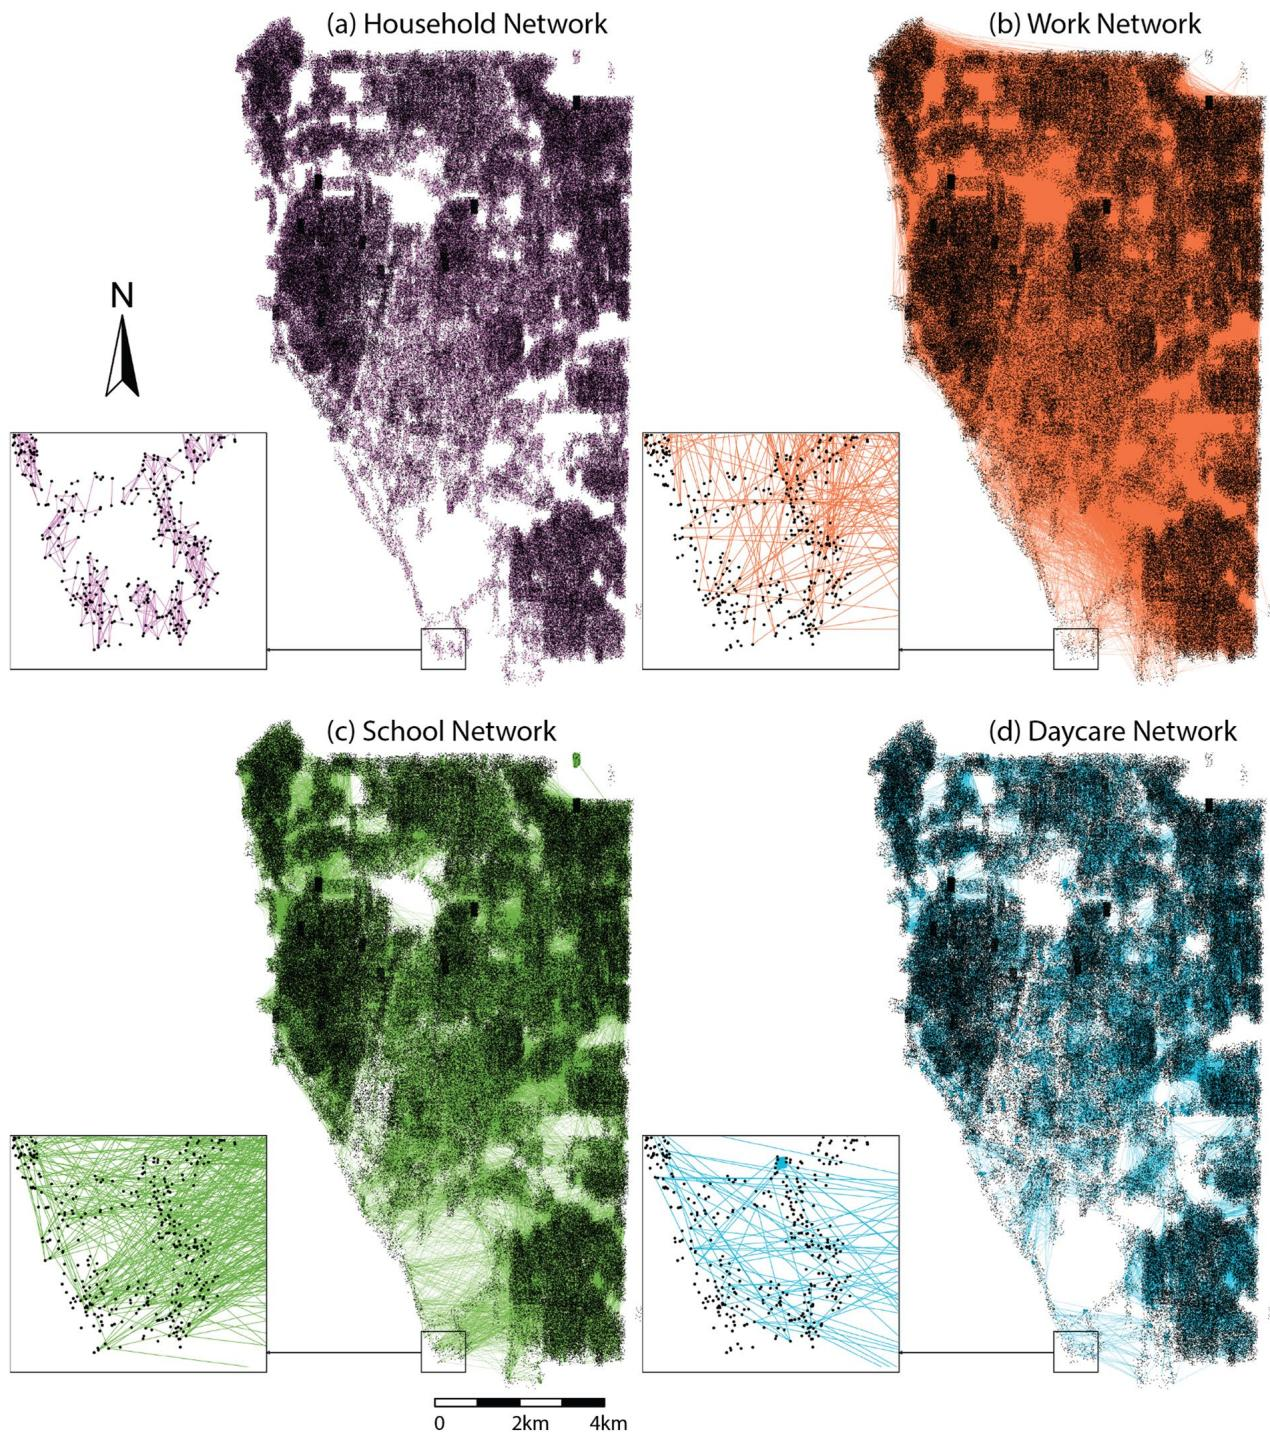 (a) Household Network
(b) Work Network
N
(c) School Network
(d) Daycare Network
0 2km 4km